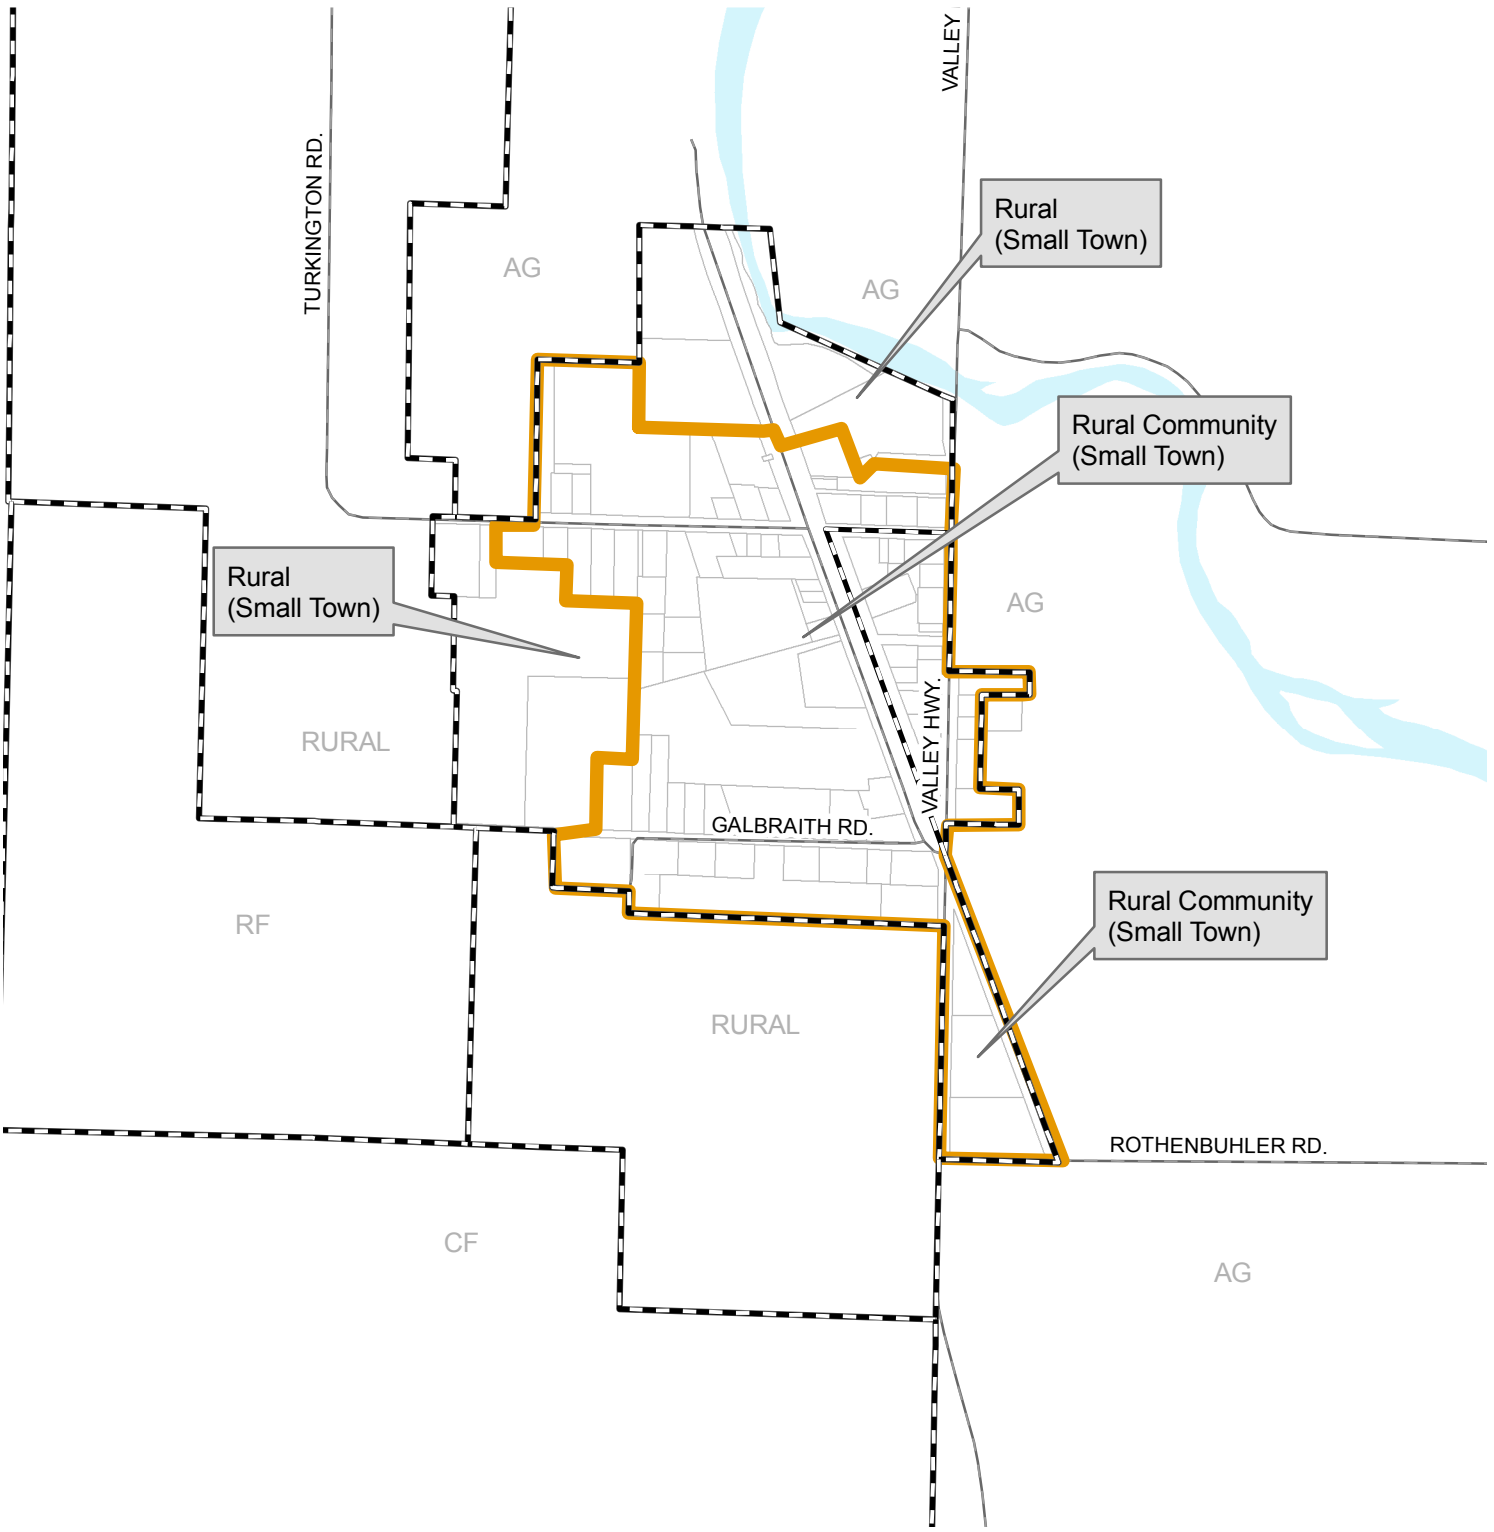 VALLEY
TURKINGTON RD.
Rural
(Small Town)
AG
AG
Rural Community
(Small Town)
Rural
(Small Town)
AG
RURAL
VALLEY HWY.
GALBRAITH RD.
Rural Community
(Small Town)
RF
RURAL
ROTHENBUHLER RD.
CF
AG